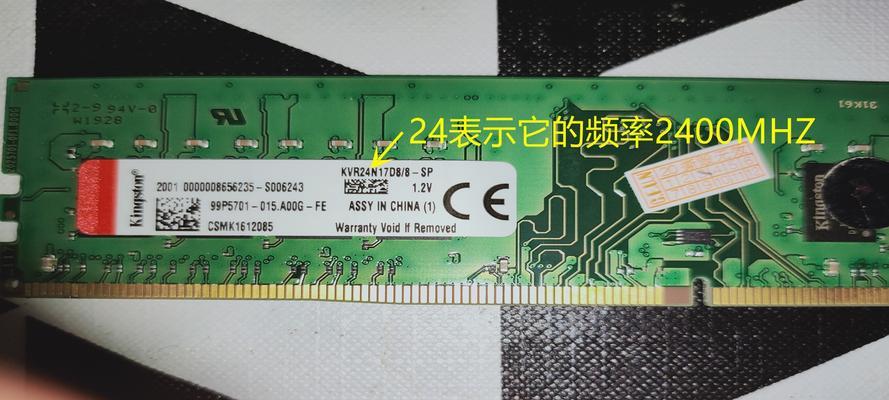 24表示它的频率2400MHZ
94V-0
W1928
31K61
KVR24N17D8/8-SP
2001 0000008656235-S006243
1.2V
Kingston
99P5701-015.A00G-FE
ASSY IN CHINA (1)
CE
CSMK1612085
Warranty Void If Removed
Kingston